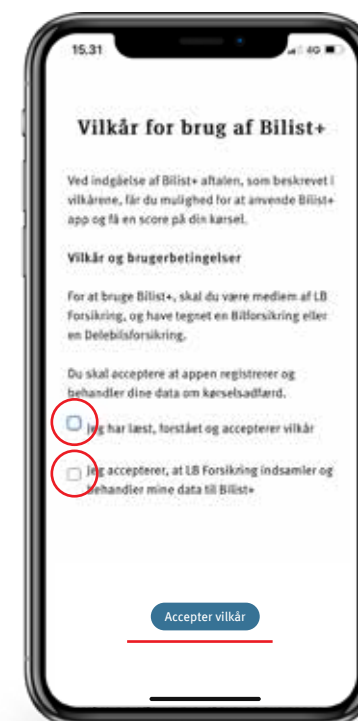 15.31
4G
Vilkår for brug af Bilist+
Ved indgåelse af Bilist+ aftalen, som beskrevet i
vilkårene, får du mulighed for at anvende Bilist+
app og få en score på din kørsel.
Vilkår og brugerbetingelser
For at bruge Bilist+, skal du være medlem af LB
Forsikring, og have tegnet en Bilforsikring eller
en Delebilsforsikring.
Du skal acceptere at appen registrerer og
behandler dine data om kørselsadfærd.
Jeg har læst, forstået og accepterer vilkår
Jeg accepterer, at LB Forsikring indsamler og
behandler mine data til Bilist+
Accepter vilkår